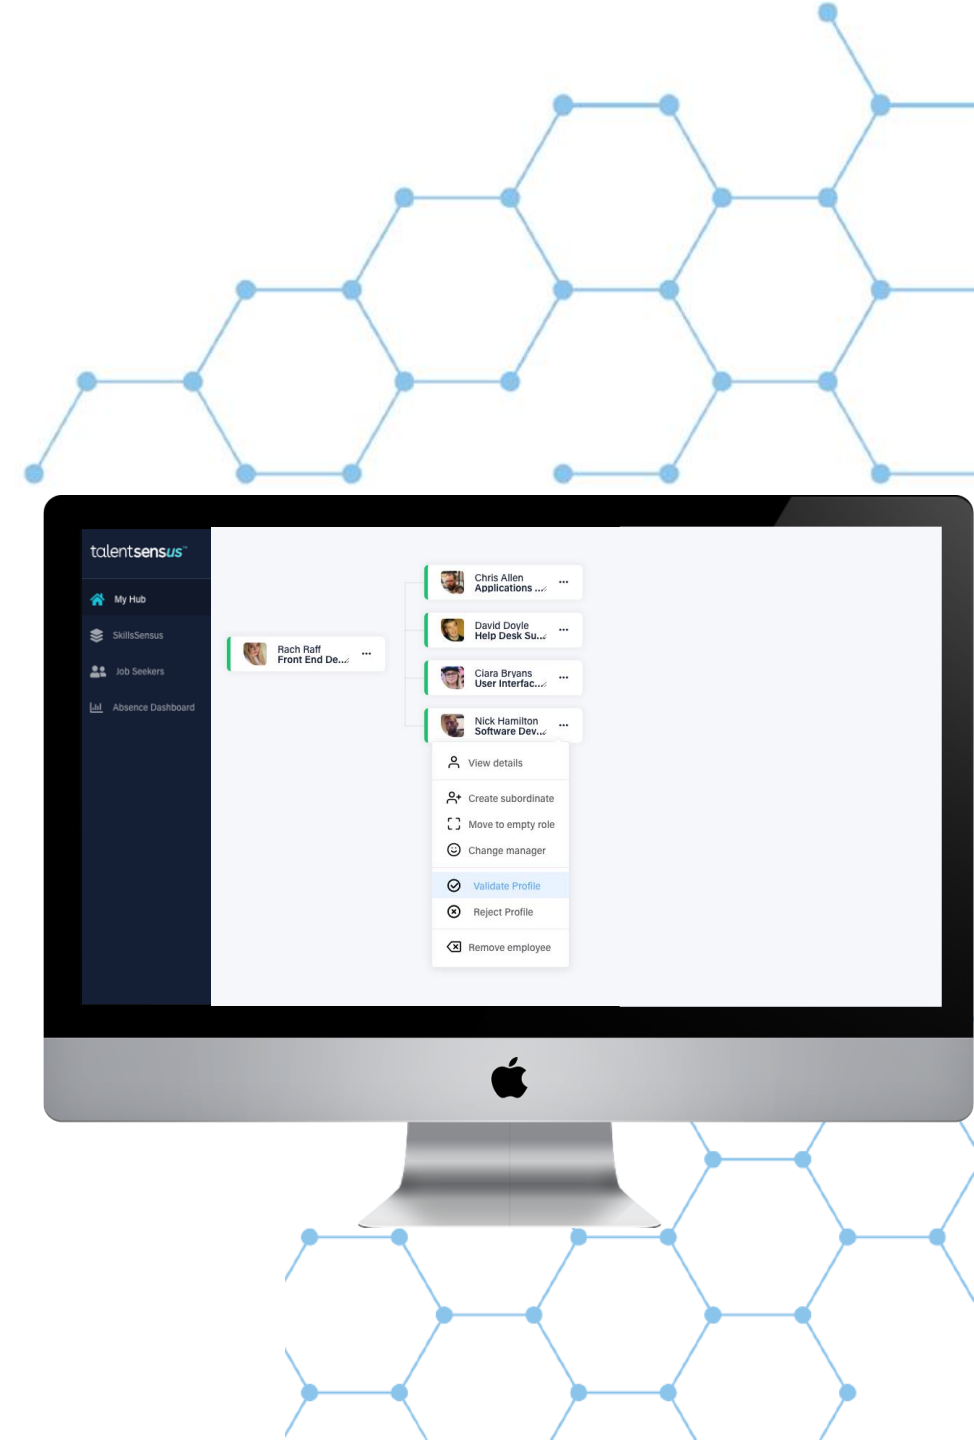 talentsensus™
My Hub
SkillsSensus
Job Seekers
Absence Dashboard
Rach Raff
Front End De...
Chris Allen
Applications ...
David Doyle
Help Desk Su...
Ciara Bryans
User Interfac...
Nick Hamilton
Software Dev...
View details
Create subordinate
Move to empty role
Change manager
Validate Profile
Reject Profile
Remove employee